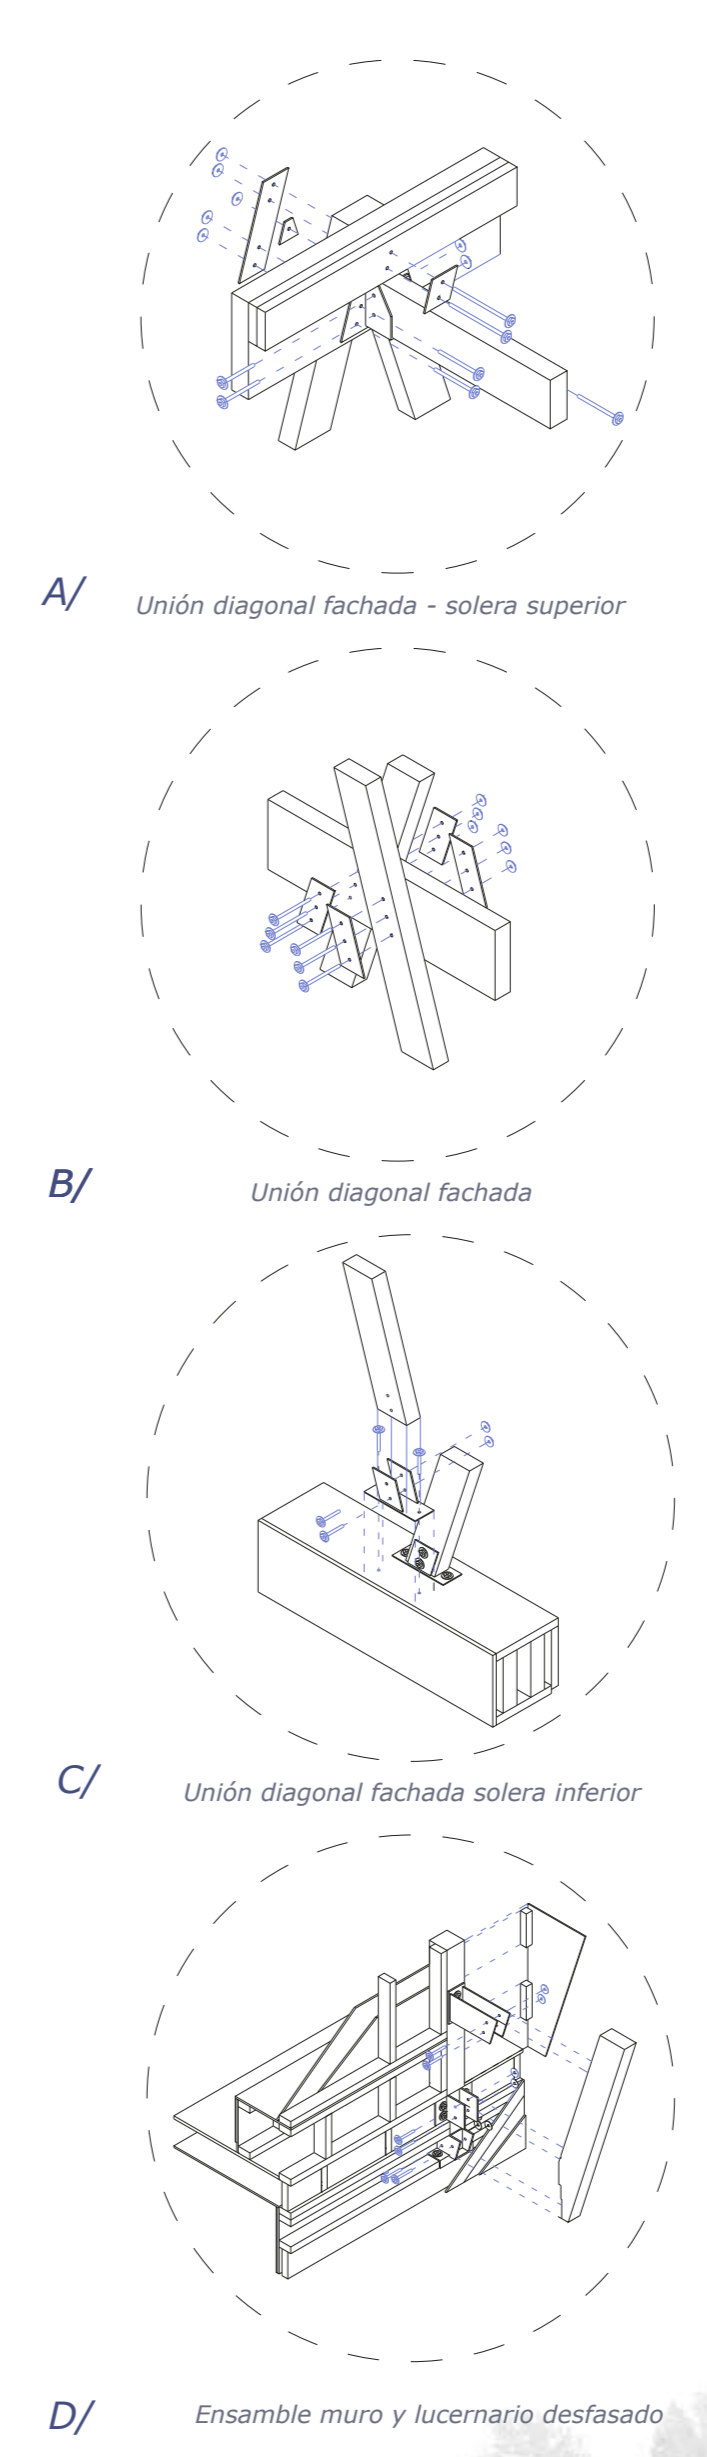 A/
Unión diagonal fachada - solera superior
B/
Unión diagonal fachada
C/
Unión diagonal fachada solera inferior
D/
Ensamble muro y lucernario desfasado